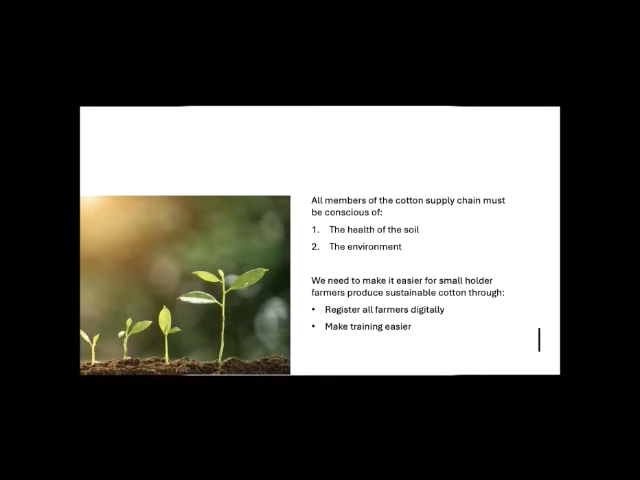 All members of the cotton supply chain must
be conscious of:
1. The health of the soil
2. The environment
We need to make it easier for small holder
farmers produce sustainable cotton through:
• Register all farmers digitally
• Make training easier